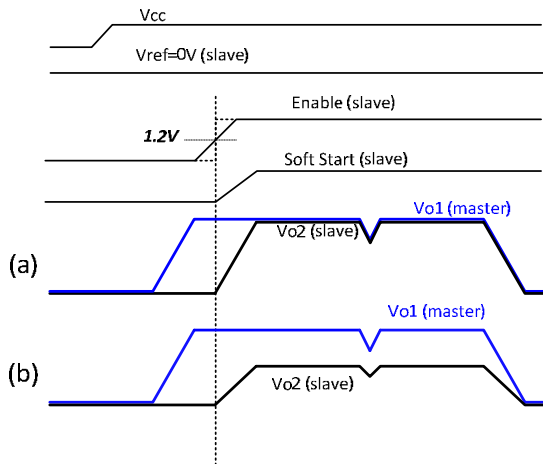 Vcc
Vref=0V (slave)
Enable (slave)
1.2V
Soft Start (slave)
Vo1 (master)
Vo2 (slave)
(a)
Vo1 (master)
(b)
Vo2 (slave)